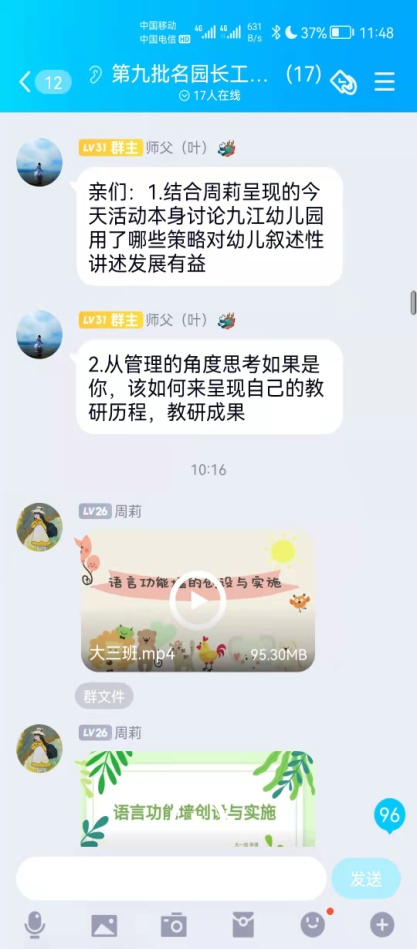 中国移动
中国电信 HD
4G 4G 631 B/s 37% 11:48
12 第九批名园长工... (17)
17人在线
LV31 群主 师父（叶）
亲们：1.结合周莉呈现的今
天活动本身讨论九江幼儿园
用了哪些策略对幼儿叙述性
讲述发展有益
LV31 群主 师父（叶）
2.从管理的角度思考如果是
你，该如何来呈现自己的教
研历程，教研成果
10:16
LV26 周莉
语言功能墙的创设与实施
大三班.mp4 95.30MB
群文件
LV26 周莉
语言功能墙创设与实施
96
发送